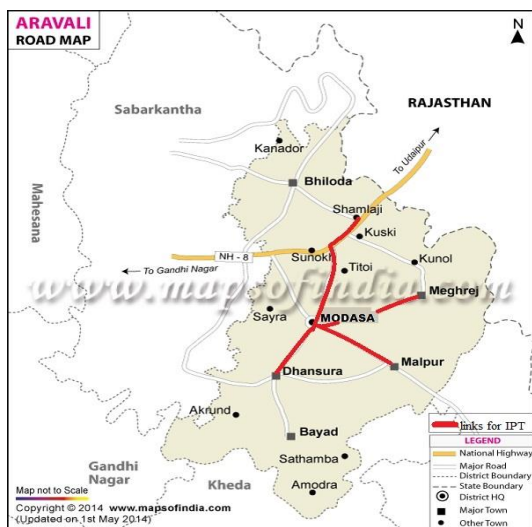 ARAVALI
ROAD MAP
N
Sabarkantha
RAJASTHAN
Kanador
To Udaipur
Mahesana
Bhiloda
Shamlaji
Kuski
NH - 8
Sunokh
Kunol
To Gandhi Nagar
Titoi
www.mapsofindia.com
Meghrej
Sayra
MODASA
Malpur
Dhansura
Akrund
Bayad
links for IPT
LEGEND
Sathamba
National Highway
Major Road
Gandhi
Nagar
Kheda
District Boundary
State Boundary
Amodra
District HQ
Map not to Scale
Major Town
Copyright © 2014 www.mapsofindia.com
Other Town
(Updated on 1st May 2014)